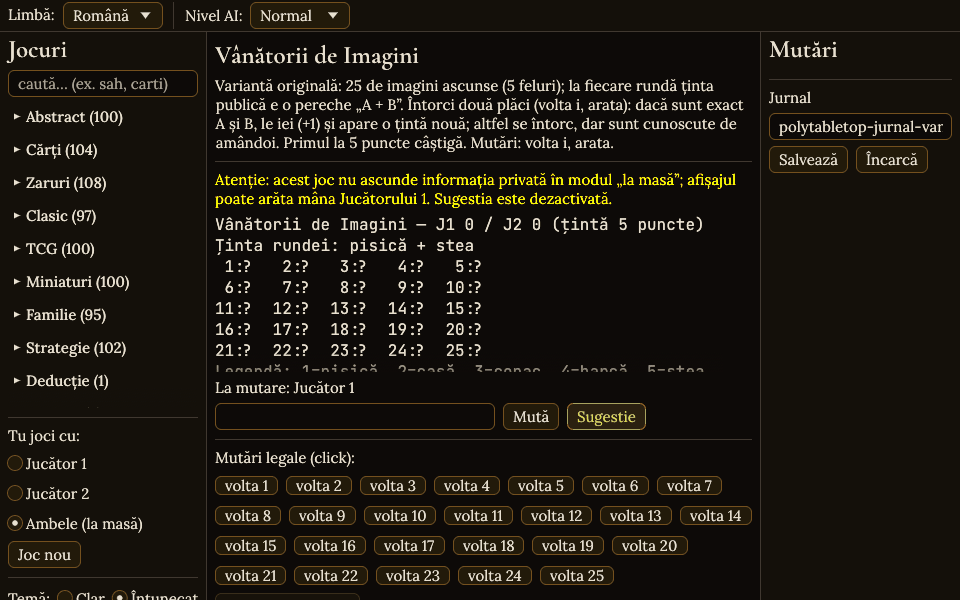 Limbă: Română ▼ Nivel AI: Normal ▼
Jocuri
caută... (ex. sah, carti)
▸ Abstract (100)
▸ Cărți (104)
▸ Zaruri (108)
▸ Clasic (97)
▸ TCG (100)
▸ Miniaturi (100)
▸ Familie (95)
▸ Strategie (102)
▸ Deducție (1)
Tu joci cu:
Jucător 1
Jucător 2
Ambele (la masă)
Joc nou
Temă: Clar Întunecat
Vânătorii de Imagini
Variantă originală: 25 de imagini ascunse (5 feluri); la fiecare rundă ținta
publică e o pereche „A + B”. Întorci două plăci (volta i, arata): dacă sunt exact
A și B, le iei (+1) și apare o țintă nouă; altfel se întorc, dar sunt cunoscute de
amândoi. Primul la 5 puncte câștigă. Mutări: volta i, arata.
Atenție: acest joc nu ascunde informația privată în modul „la masă”; afișajul
poate arăta mâna Jucătorului 1. Sugestia este dezactivată.
Vânătorii de Imagini — J1 0 / J2 0 (țintă 5 puncte)
Ținta rundei: pisică + stea
1:? 2:? 3:? 4:? 5:?
6:? 7:? 8:? 9:? 10:?
11:? 12:? 13:? 14:? 15:?
16:? 17:? 18:? 19:? 20:?
21:? 22:? 23:? 24:? 25:?
Legendă: 1=pisică 2=casă 5=stea
La mutare: Jucător 1
Mută Sugestie
Mutări legale (click):
volta 1 volta 2 volta 3 volta 4 volta 5 volta 6 volta 7
volta 8 volta 9 volta 10 volta 11 volta 12 volta 13 volta 14
volta 15 volta 16 volta 17 volta 18 volta 19 volta 20
volta 21 volta 22 volta 23 volta 24 volta 25
Mutări
Jurnal
polytabletop-jurnal-var
Salvează Încarcă